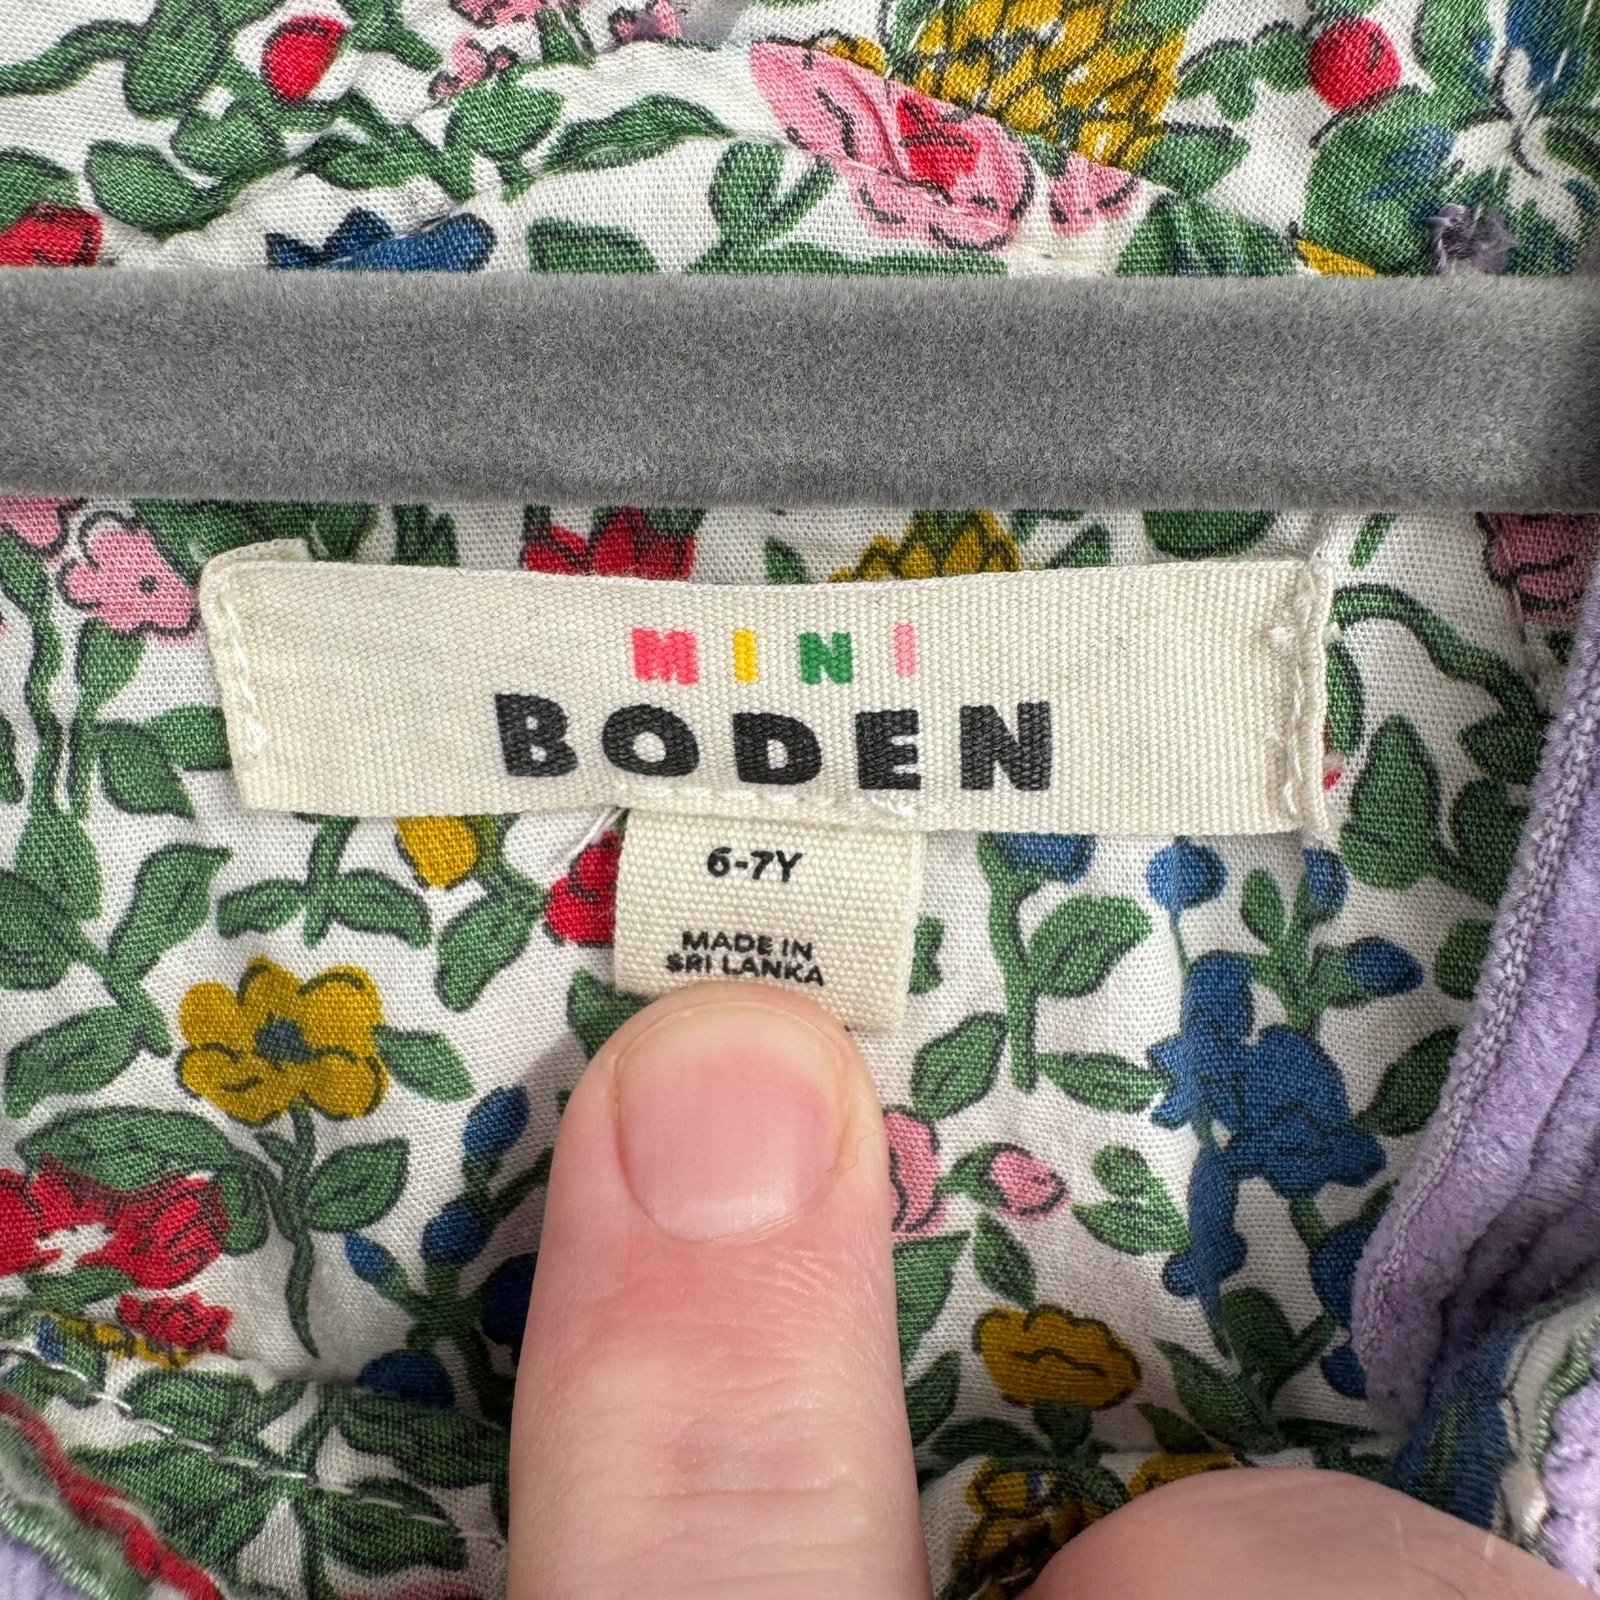 MINI
BODEN
6-7Y
MADE IN
SRI LANKA